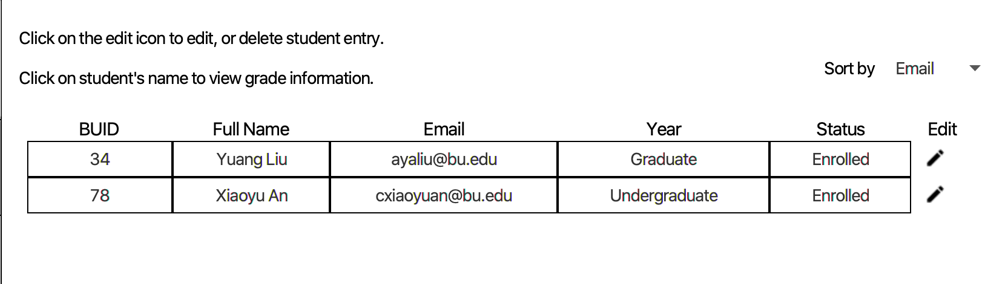 Click on the edit icon to edit, or delete student entry.
Click on student's name to view grade information.
Sort by Email
BUID Full Name Email Year Status Edit
34 Yuang Liu ayaliu@bu.edu Graduate Enrolled
78 Xiaoyu An cxiaoyuan@bu.edu Undergraduate Enrolled